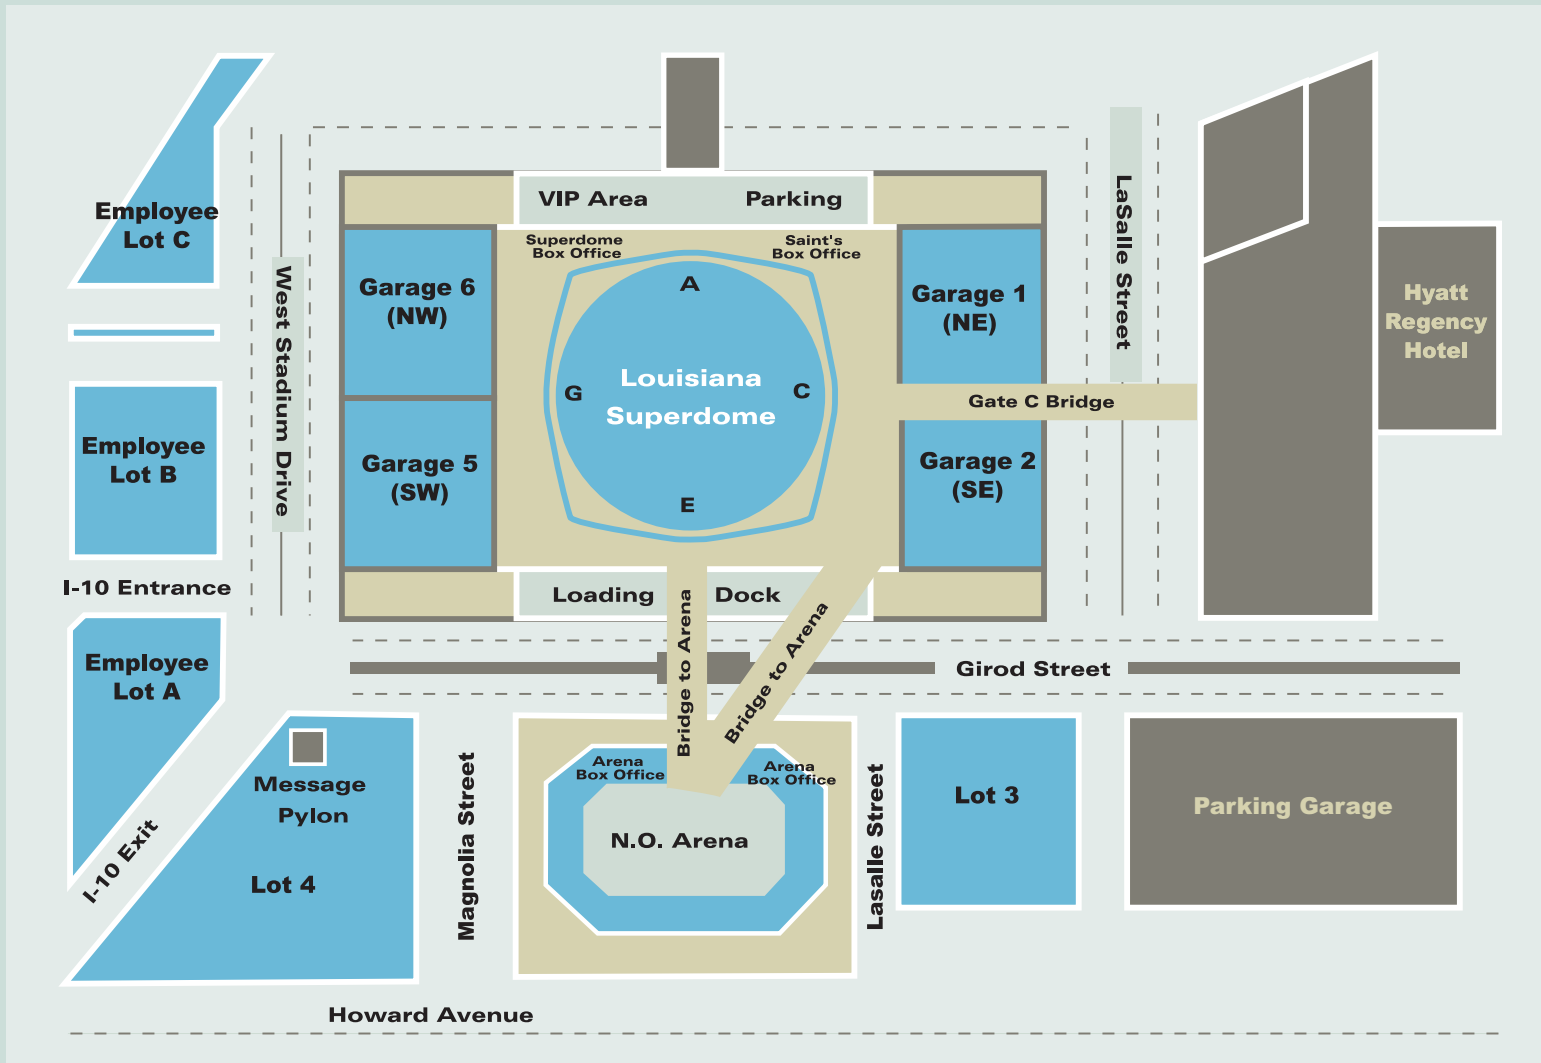 Employee
Lot C
VIP Area
Parking
LaSalle Street
Superdome
Box Office
Saint's
Box Office
West Stadium Drive
Garage 6
(NW)
A
Garage 1
(NE)
Hyatt
Regency
Hotel
Louisiana
Superdome
G
C
Gate C Bridge
Employee
Lot B
Garage 5
(SW)
Garage 2
(SE)
E
I-10 Entrance
Loading
Dock
Bridge to Arena
Bridge to Arena
Girod Street
Employee
Lot A
Message
Pylon
Magnolia Street
Arena
Box Office
Arena
Box Office
Lasalle Street
Lot 3
Parking Garage
I-10 Exit
N.O. Arena
Lot 4
Howard Avenue